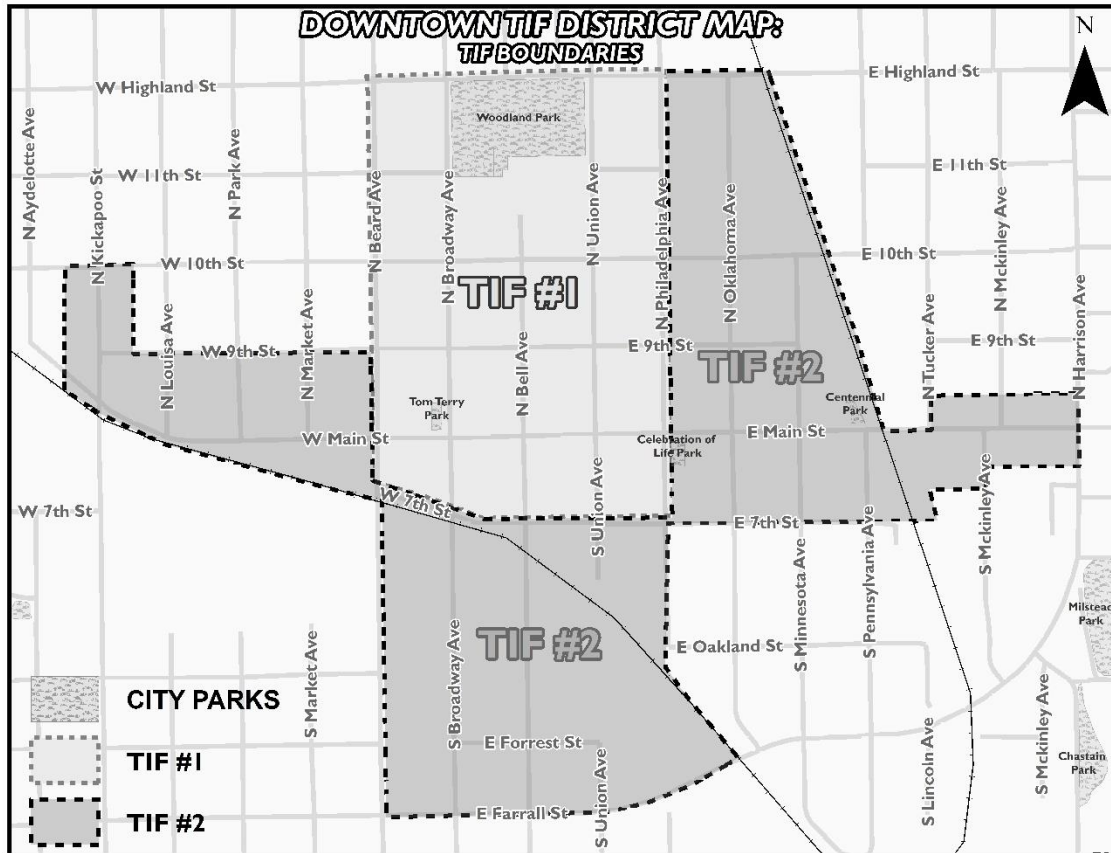 DOWNTOWN TIF DISTRICT MAP:
TIF BOUNDARIES
N
W Highland St
E Highland St
Woodland Park
N Aydelotte Ave
N Kickapoo St
N Park Ave
W 11th St
E 11th St
N Beard Ave
N Broadway Ave
N Union Ave
N Philadelphia Ave
N Oklahoma Ave
N Mckinley Ave
W 10th St
E 10th St
TIF #1
N Louisa Ave
N Market Ave
N Bell Ave
N Tucker Ave
N Harrison Ave
W 9th St
E 9th St
E 9th St
TIF #2
Tom Terry
Park
Centennial
Park
W Main St
Celebration of
Life Park
E Main St
W 7th St
W 7th St
E 7th St
S Union Ave
S Mckinley Ave
S Minnesota Ave
S Pennsylvania Ave
Milstead
Park
TIF #2
E Oakland St
S Market Ave
S Broadway Ave
CITY PARKS
E Forrest St
S Union Ave
S Lincoln Ave
S Mckinley Ave
Chastain
Park
TIF #1
TIF #2
E Farrall St